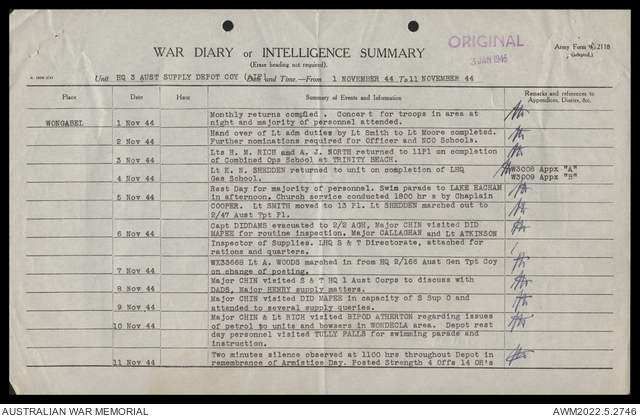 ORIGINAL
3 JAN 1946
Army Form C 2118
(adapted.)
WAR DIARY or INTELLIGENCE SUMMARY
(Erase heading not required).
Unit HQ 3 AUST SUPPLY DEPOT COY (AIF) Date and Time.—From 1 NOVEMBER 44 To 11 NOVEMBER 44
Place Date Hour Summary of Events and Information Remarks and references to
Appendices, Diaries, &c.
Monthly returns compled . Concert for troops in area at
WONGABEL 1 Nov 44 night and majority of personnel attended.
Hand over of Lt adm duties by Lt Smith to Lt Moore completed.
2 Nov 44 Further nominations required for Officer and NCO Schools.
Lts H. M. RICH and A. J. NORTH returned to 11Pl on completion
3 Nov 44 of Combined Ops School at TRINITY BEACH.
Lt K. N. SHEDDEN returned to unit on completion of LHQ W3008 Appx "A"
4 Nov 44 Gas School. W3009 Appx "B"
Rest Day for majority of personnel. Swim parade to LAKE EACHAM
5 Nov 44 in afternoon. Church service conducted 1800 hr s by Chaplain
COOPER. Lt SMITH moved to 13 Pl. Lt SHEDDEN marched out to
2/47 Aust Tpt Pl.
Capt DIDDAMS evacuated to 2/2 AGH, Major CHIN visited DID
6 Nov 44 MAPEE for routine inspection. Major CALLAGHAN and Lt ATKINSON
Inspector of Supplies. LHQ S & T Directorate, attached for
rations and quarters.
WX33668 Lt A. WOODS marched in from HQ 2/166 Aust Gen Tpt Coy
7 Nov 44 on change of posting.
Major CHIN visited S & T HQ 1 Aust Corps to discuss with
8 Nov 44 DADS, Major HENRY supply matters.
Major CHIN visited DID MAPEE in capacity of S Sup O and
9 Nov 44 attended to several supply queries.
Major CHIN & Lt RICH visited BIPOD ATHERTON regarding issues
10 Nov 44 of petrol to units and bowsers in WONDECLA area. Depot rest
day personnel visited TULLY FALLS for swimming parade and
instruction.
Two minutes silence observed at 1100 hrs throughout Depot in
11 Nov 44 remembrance of Armistice Day. Posted Strength 4 Offs 14 OR's
AUSTRALIAN WAR MEMORIAL AWM2022.5.2746